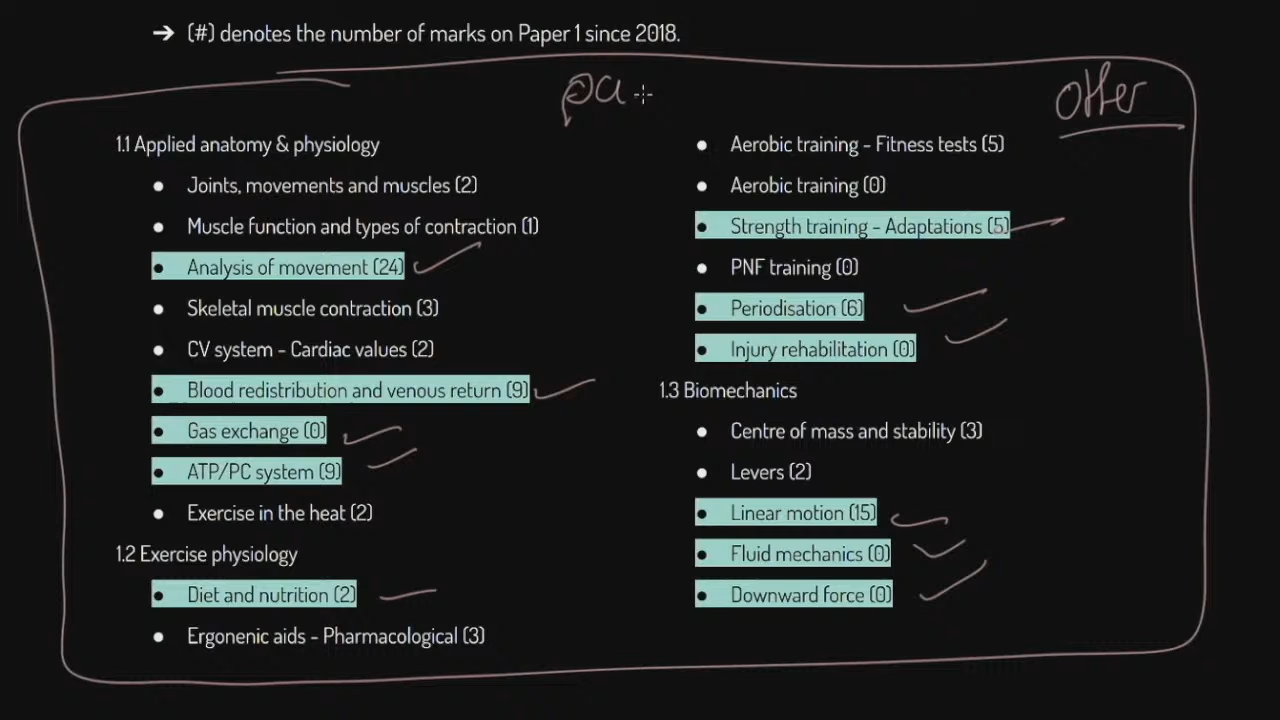 → (#) denotes the number of marks on Paper 1 since 2018.
pa
offer
1.1 Applied anatomy & physiology
● Joints, movements and muscles (2)
● Muscle function and types of contraction (1)
● Analysis of movement (24)
● Skeletal muscle contraction (3)
● CV system - Cardiac values (2)
● Blood redistribution and venous return (9)
● Gas exchange (0)
● ATP/PC system (9)
● Exercise in the heat (2)
1.2 Exercise physiology
● Diet and nutrition (2)
● Ergonenic aids - Pharmacological (3)
● Aerobic training - Fitness tests (5)
● Aerobic training (0)
● Strength training - Adaptations (5)
● PNF training (0)
● Periodisation (6)
● Injury rehabilitation (0)
1.3 Biomechanics
● Centre of mass and stability (3)
● Levers (2)
● Linear motion (15)
● Fluid mechanics (0)
● Downward force (0)